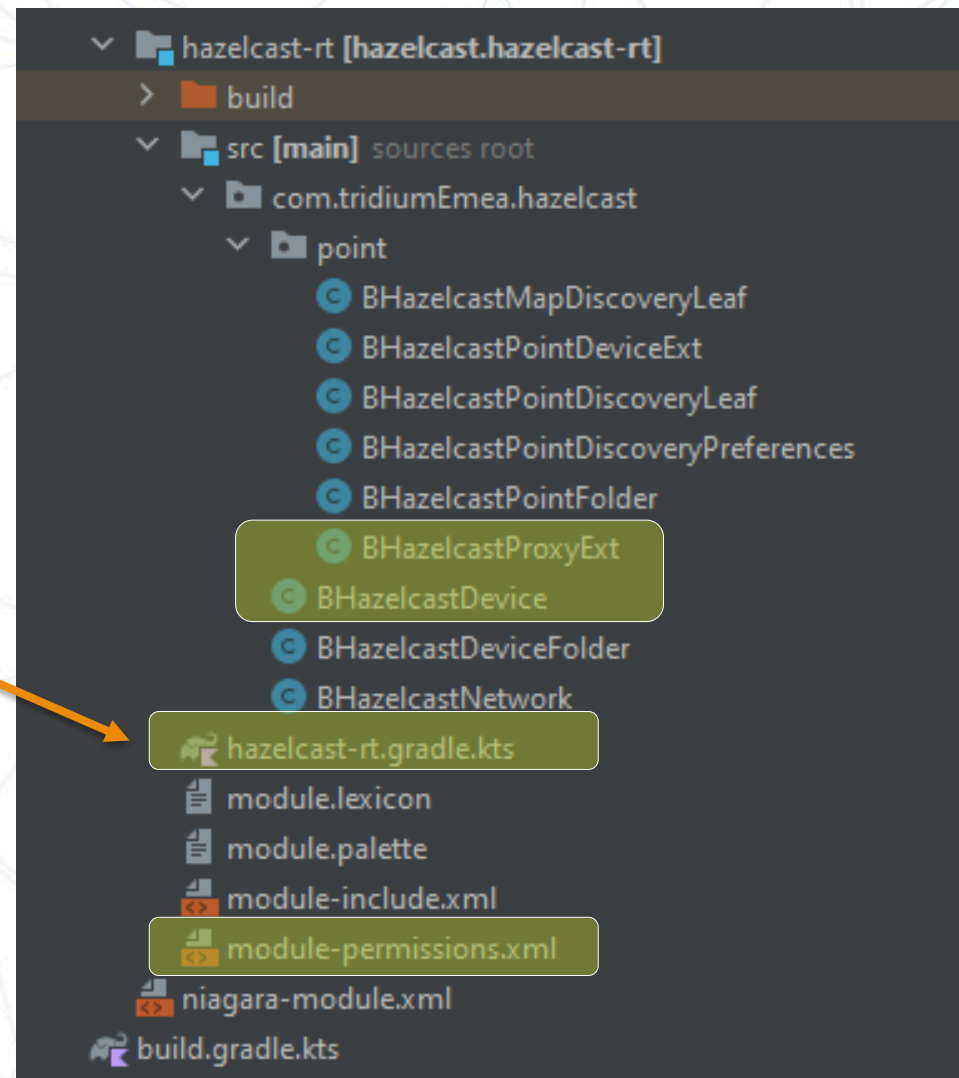 hazelcast-rt [hazelcast.hazelcast-rt]
build
src [main] sources root
com.tridiumEmea.hazelcast
point
BHazelcastMapDiscoveryLeaf
BHazelcastPointDeviceExt
BHazelcastPointDiscoveryLeaf
BHazelcastPointDiscoveryPreferences
BHazelcastPointFolder
BHazelcastProxyExt
BHazelcastDevice
BHazelcastDeviceFolder
BHazelcastNetwork
hazelcast-rt.gradle.kts
module.lexicon
module.palette
module-include.xml
module-permissions.xml
niagara-module.xml
build.gradle.kts